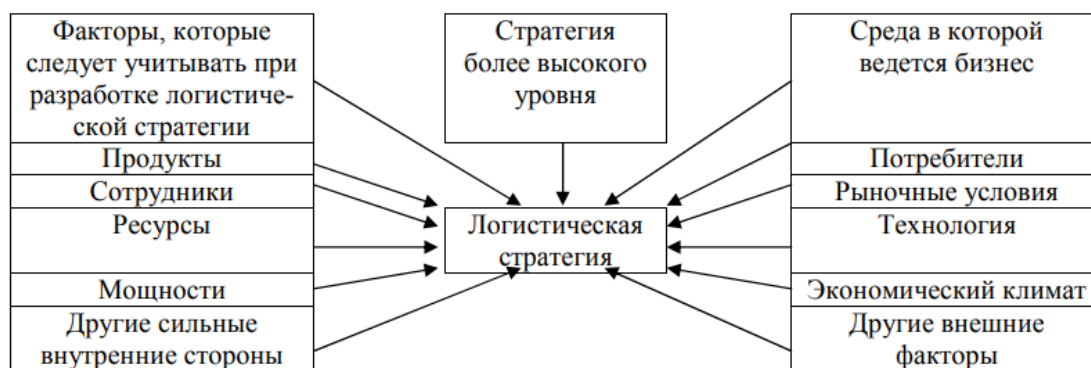 Факторы, которые
следует учитывать при
разработке логистиче-
ской стратегии
Продукты
Сотрудники
Ресурсы
Мощности
Другие сильные
внутренние стороны
Стратегия
более высокого
уровня
Логистическая
стратегия
Среда в которой
ведется бизнес
Потребители
Рыночные условия
Технология
Экономический климат
Другие внешние
факторы